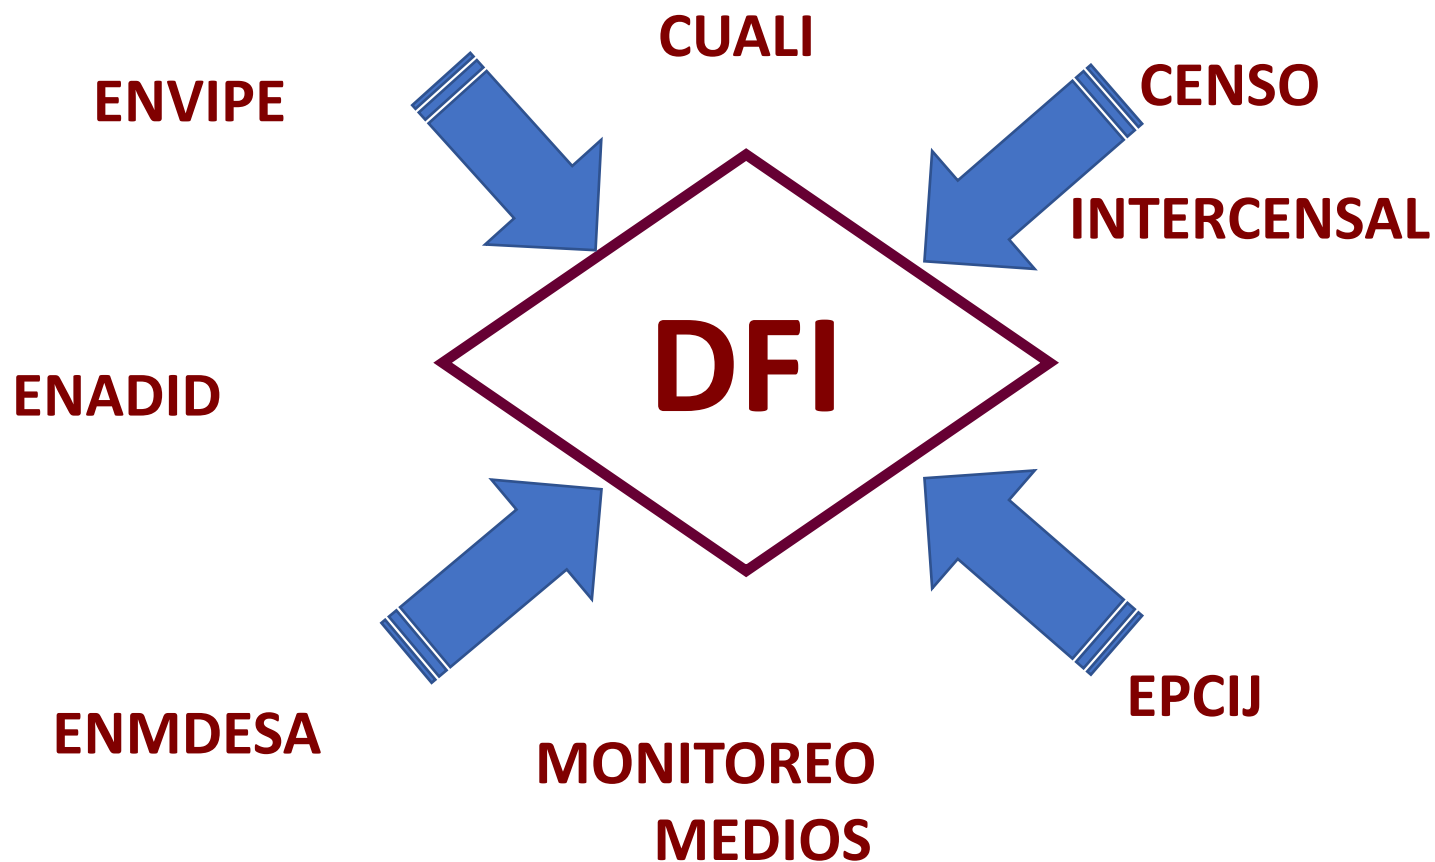 CUALI
ENVIPE
CENSO
INTERCENSAL
DFI
ENADID
EPCIJ
ENMDESA
MONITOREO
MEDIOS